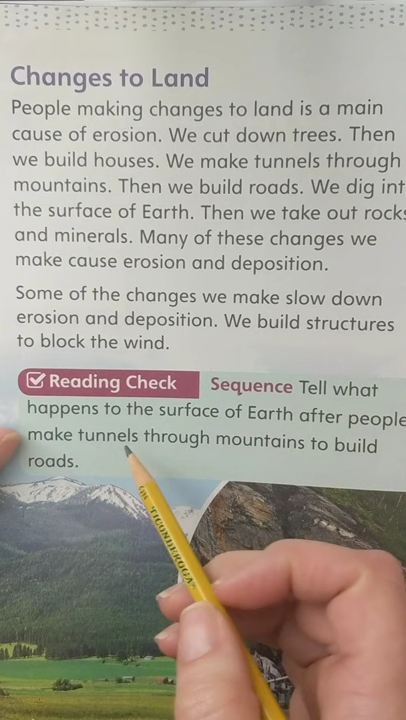 Changes to Land
People making changes to land is a main
cause of erosion. We cut down trees. Then
we build houses. We make tunnels through
mountains. Then we build roads. We dig int
the surface of Earth. Then we take out rocks
and minerals. Many of these changes we
make cause erosion and deposition.
Some of the changes we make slow down
erosion and deposition. We build structures
to block the wind.
Reading Check Sequence Tell what
happens to the surface of Earth after people
make tunnels through mountains to build
roads.
TICONDEROGA